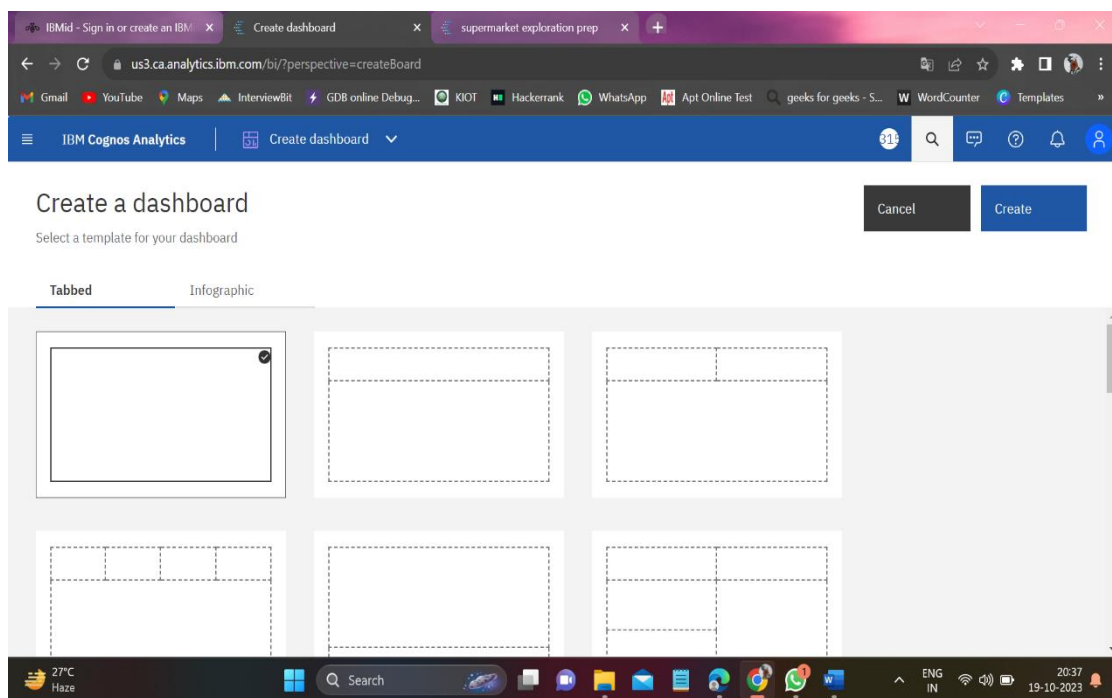 IBMid - Sign in or create an IBM
Create dashboard
supermarket exploration prep
us3.ca.analytics.ibm.com/bi/?perspective=createBoard
Gmail YouTube Maps InterviewBit GDB online Debug... KIOT Hackerrank WhatsApp Apt Online Test geeks for geeks - S... WordCounter Templates »
IBM Cognos Analytics Create dashboard
Create a dashboard
Cancel Create
Select a template for your dashboard
Tabbed Infographic
27°C
Haze
Search
ENG
IN
20:37
19-10-2023